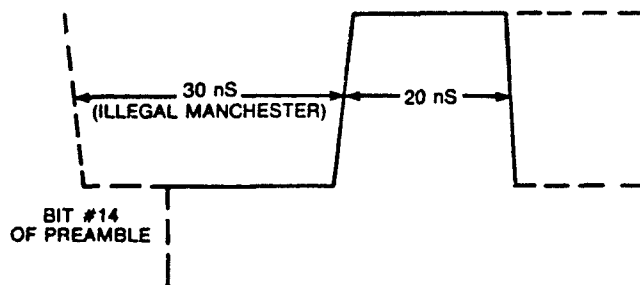 30 nS
(ILLEGAL MANCHESTER)
20 nS
BIT #14
OF PREAMBLE